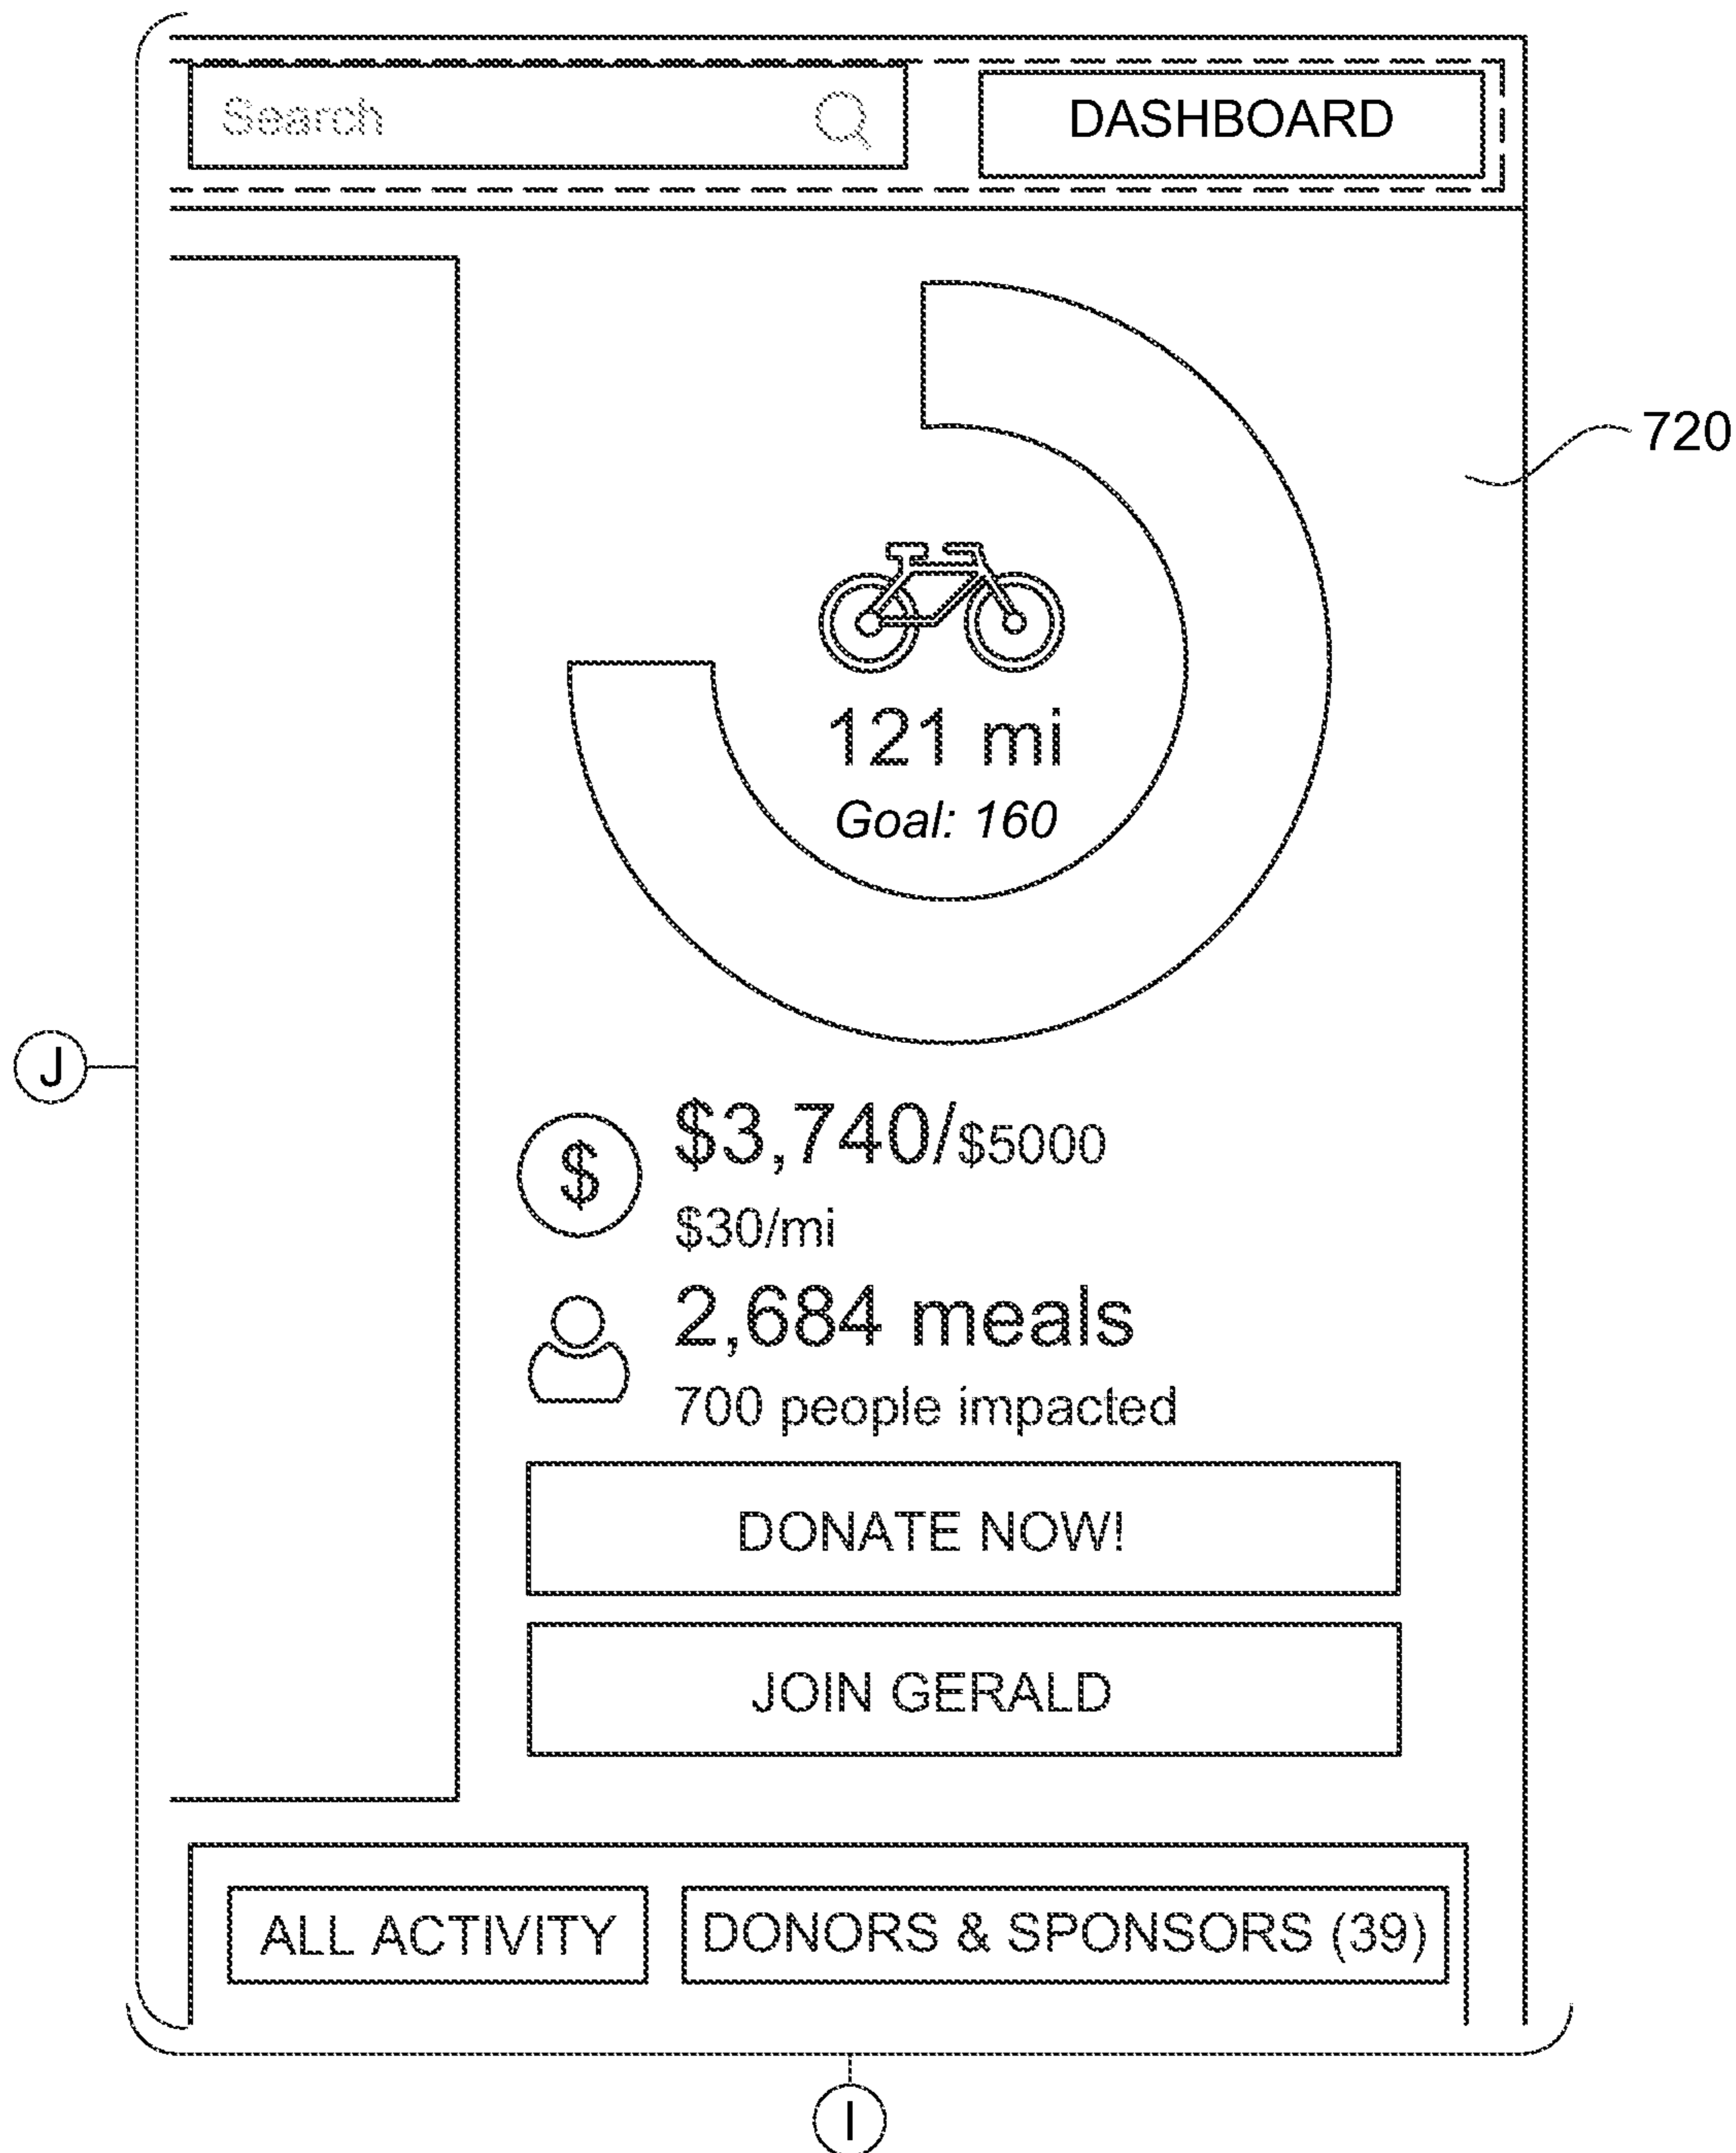 Search
DASHBOARD
720
121 mi
Goal: 160
J
$
$3,740/$5000
$30/mi
2,684 meals
700 people impacted
DONATE NOW!
JOIN GERALD
ALL ACTIVITY
DONORS & SPONSORS (39)
I